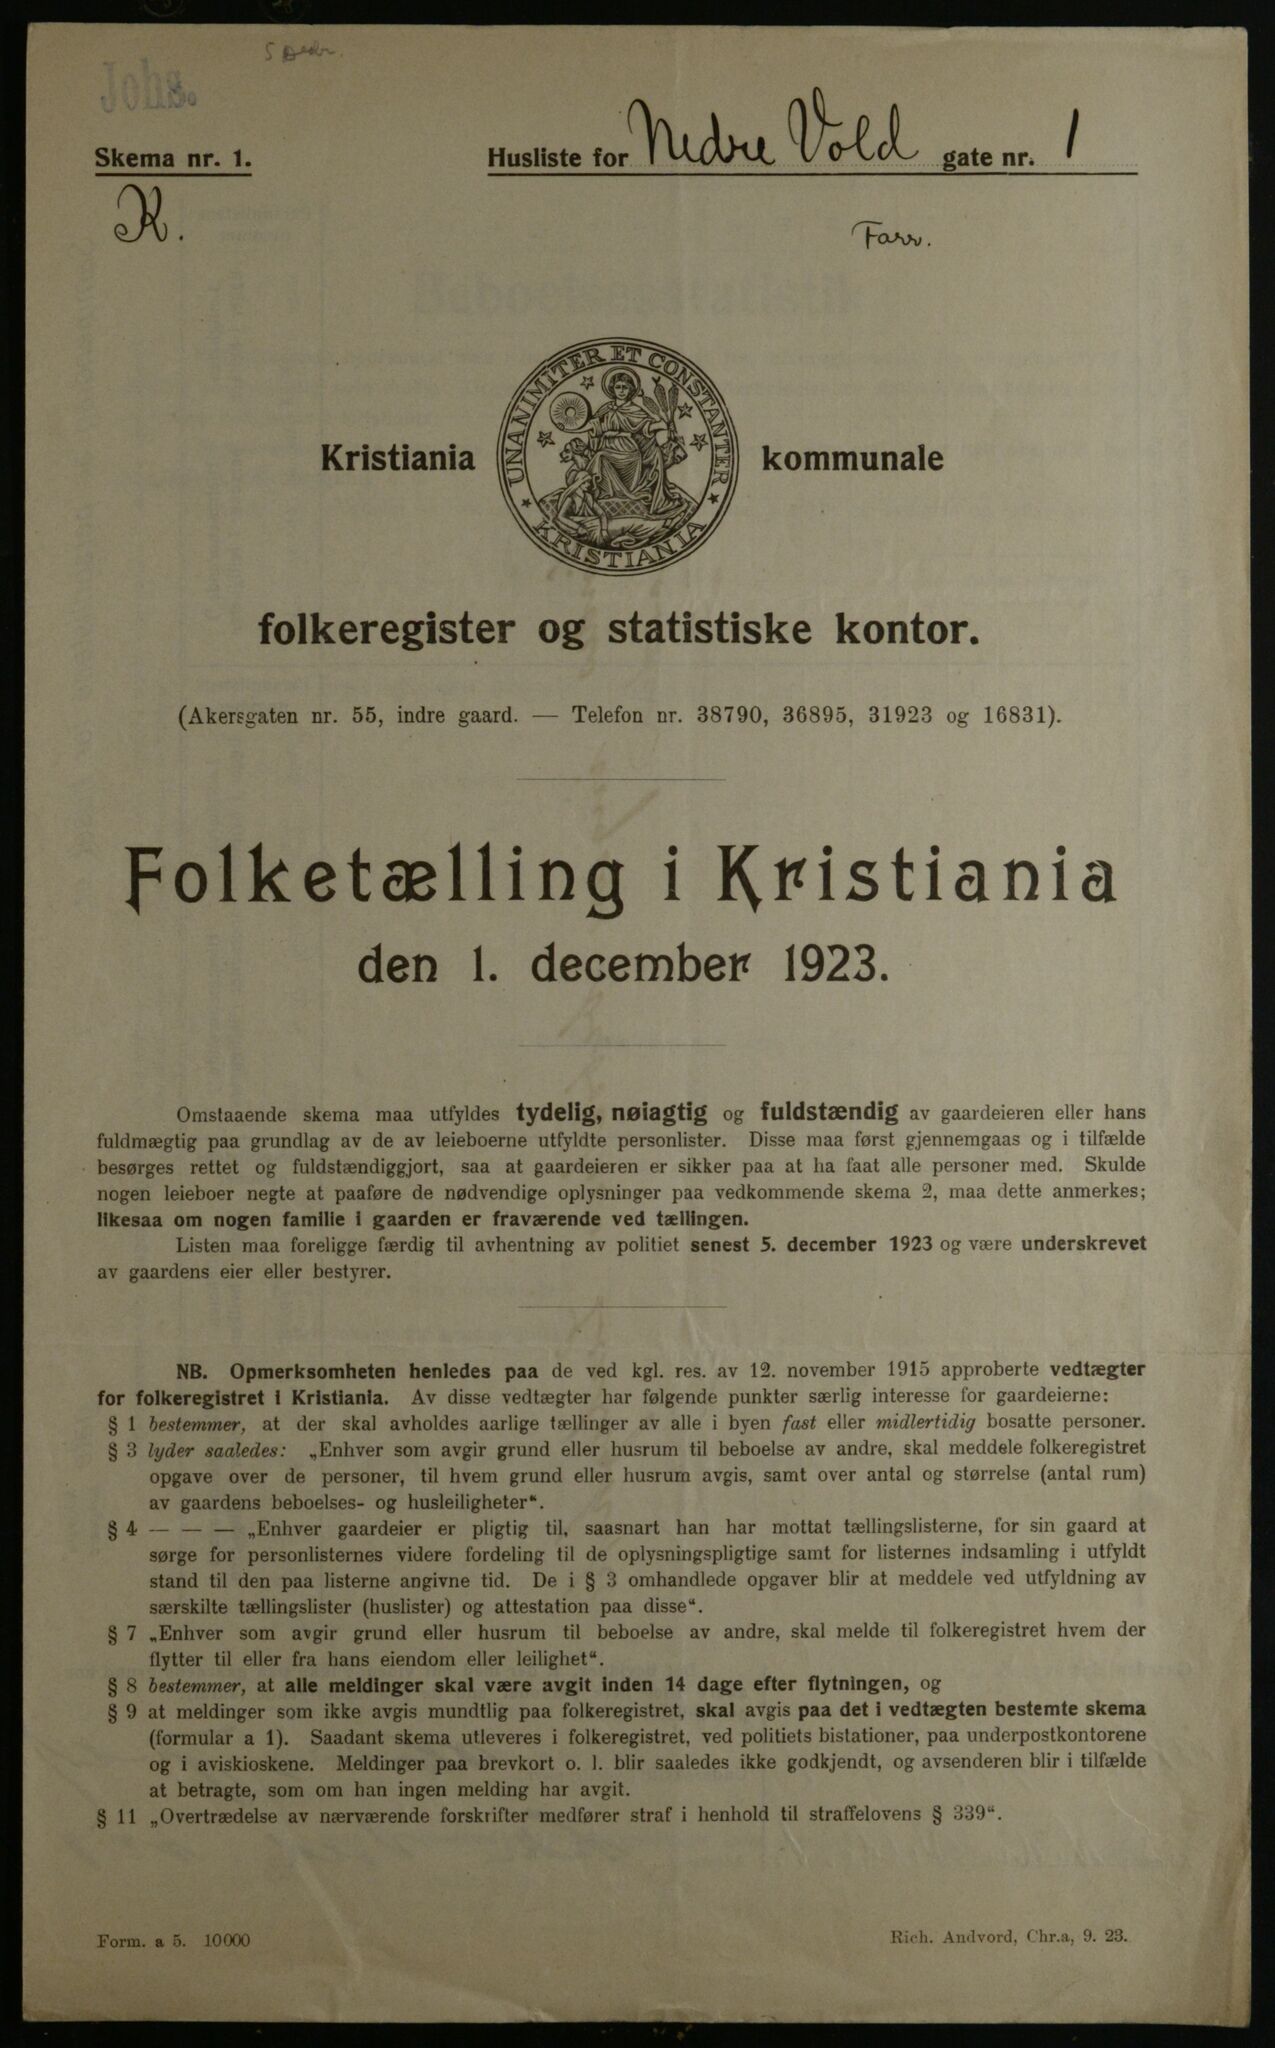 Johs.
Skema nr. 1.
Husliste for Nedre Vold gate nr. 1
K.
Farv.
UNANIMITER ET CONSTANTER
KRISTIANIA
Kristiania kommunale
folkeregister og statistiske kontor.
(Akersgaten nr. 55, indre gaard. — Telefon nr. 38790, 36895, 31923 og 16831).
Folketælling i Kristiania
den 1. december 1923.
Omstaaende skema maa utfyldes tydelig, nøiagtig og fuldstændig av gaardeieren eller hans
fuldmægtig paa grundlag av de av leieboerne utfyldte personlister. Disse maa først gjennemgaas og i tilfælde
besørges rettet og fuldstændiggjort, saa at gaardeieren er sikker paa at ha faat alle personer med. Skulde
nogen leieboer negte at paaføre de nødvendige oplysninger paa vedkommende skema 2, maa dette anmerkes;
likesaa om nogen familie i gaarden er fraværende ved tællingen.
Listen maa foreligge færdig til avhentning av politiet senest 5. december 1923 og være underskrevet
av gaardens eier eller bestyrer.
NB. Opmerksomheten henledes paa de ved kgl. res. av 12. november 1915 approberte vedtægter
for folkeregistret i Kristiania. Av disse vedtægter har følgende punkter særlig interesse for gaardeierne:
§ 1 bestemmer, at der skal avholdes aarlige tællinger av alle i byen fast eller midlertidig bosatte personer.
§ 3 lyder saaledes: „Enhver som avgir grund eller husrum til beboelse av andre, skal meddele folkeregistret
opgave over de personer, til hvem grund eller husrum avgis, samt over antal og størrelse (antal rum)
av gaardens beboelses- og husleiligheter“.
§ 4 — — — „Enhver gaardeier er pligtig til, saasnart han har mottat tællingslisterne, for sin gaard at
sørge for personlisternes videre fordeling til de oplysningspligtige samt for listernes indsamling i utfyldt
stand til den paa listerne angivne tid. De i § 3 omhandlede opgaver blir at meddele ved utfyldning av
særskilte tællingslister (huslister) og attestation paa disse“.
§ 7 „Enhver som avgir grund eller husrum til beboelse av andre, skal melde til folkeregistret hvem der
flytter til eller fra hans eiendom eller leilighet“.
§ 8 bestemmer, at alle meldinger skal være avgit inden 14 dage efter flytningen, og
§ 9 at meldinger som ikke avgis mundtlig paa folkeregistret, skal avgis paa det i vedtægten bestemte skema
(formular a 1). Saadant skema utleveres i folkeregistret, ved politiets bistationer, paa underpostkontorene
og i aviskioskene. Meldinger paa brevkort o. l. blir saaledes ikke godkjendt, og avsenderen blir i tilfælde
at betragte, som om han ingen melding har avgit.
§ 11 „Overtrædelse av nærværende forskrifter medfører straf i henhold til straffelovens § 339“.
Form. a 5. 10000
Rich. Andvord, Chr.a, 9. 23.